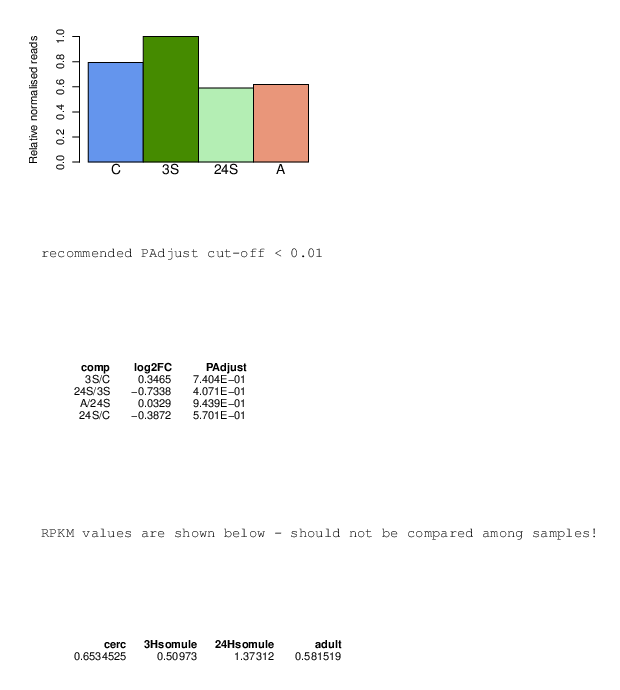 Relative normalised reads
1.0
0.8
0.6
0.4
0.2
0.0
C 3S 24S A
recommended PAdjust cut-off < 0.01
comp log2FC PAdjust
3S/C 0.3465 7.404E−01
24S/3S −0.7338 4.071E−01
A/24S 0.0329 9.439E−01
24S/C −0.3872 5.701E−01
RPKM values are shown below - should not be compared among samples!
cerc 3Hsomule 24Hsomule adult
0.6534525 0.50973 1.37312 0.581519